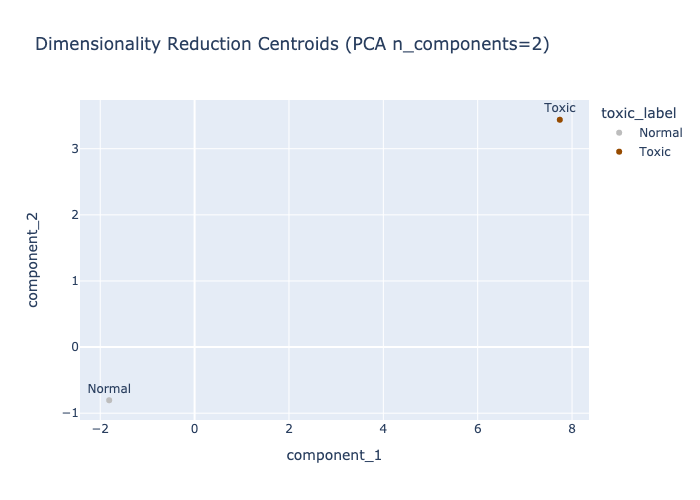 Dimensionality Reduction Centroids (PCA n_components=2)
Toxic
toxic_label
Normal
Toxic
3
2
1
0
−1
component_2
Normal
−2
0
2
4
6
8
component_1